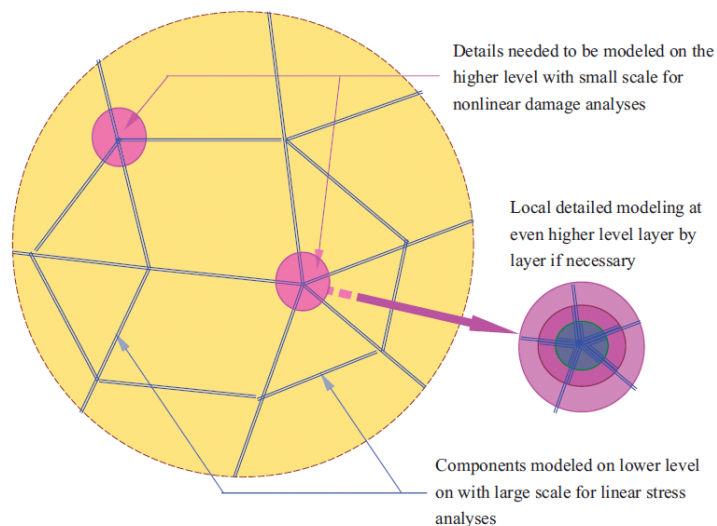 Details needed to be modeled on the
higher level with small scale for
nonlinear damage analyses
Local detailed modeling at
even higher level layer by
layer if necessary
Components modeled on lower level
on with large scale for linear stress
analyses